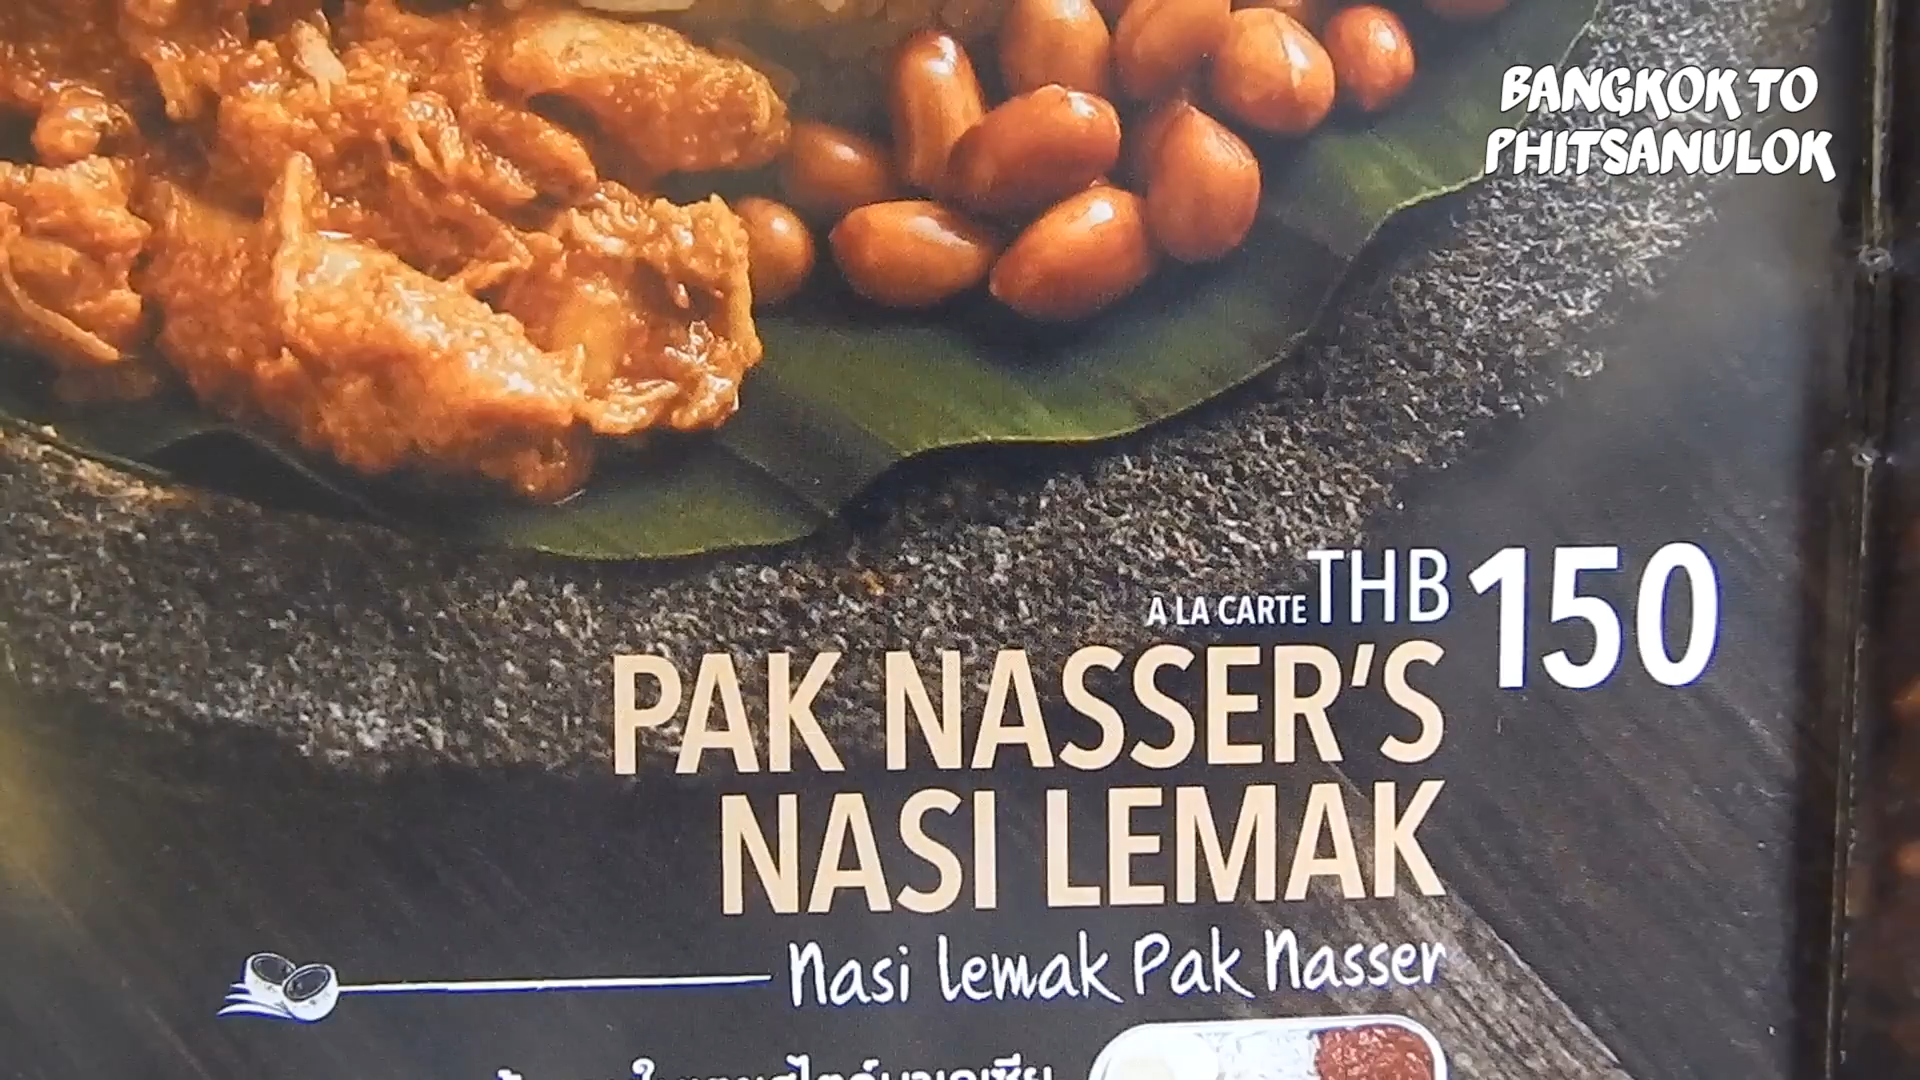 BANGKOK TO
PHITSANULOK
A LA CARTE THB 150
PAK NASSER'S
NASI LEMAK
Nasi Lemak Pak Nasser